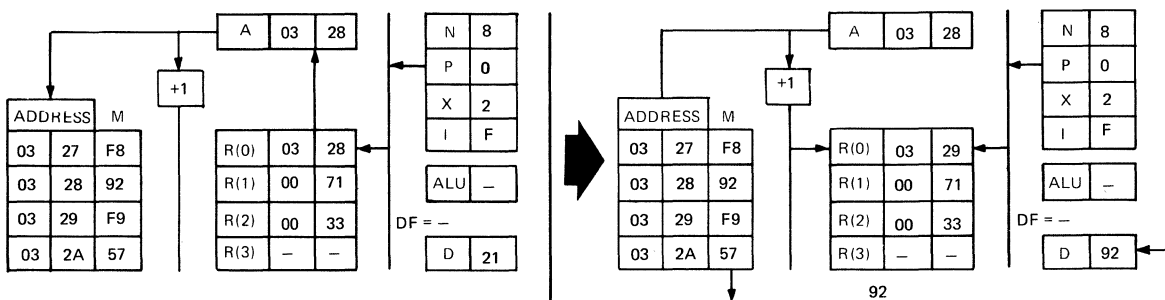 A 03 28
+1
N 8
P 0
X 2
I F
ADDRESS M
03 27 F8
03 28 92
03 29 F9
03 2A 57
R(0) 03 28
R(1) 00 71
R(2) 00 33
R(3) – –
ALU –
DF = –
D 21
A 03 28
+1
N 8
P 0
X 2
I F
ADDRESS M
03 27 F8
03 28 92
03 29 F9
03 2A 57
R(0) 03 29
R(1) 00 71
R(2) 00 33
R(3) – –
ALU –
DF = –
D 92
92